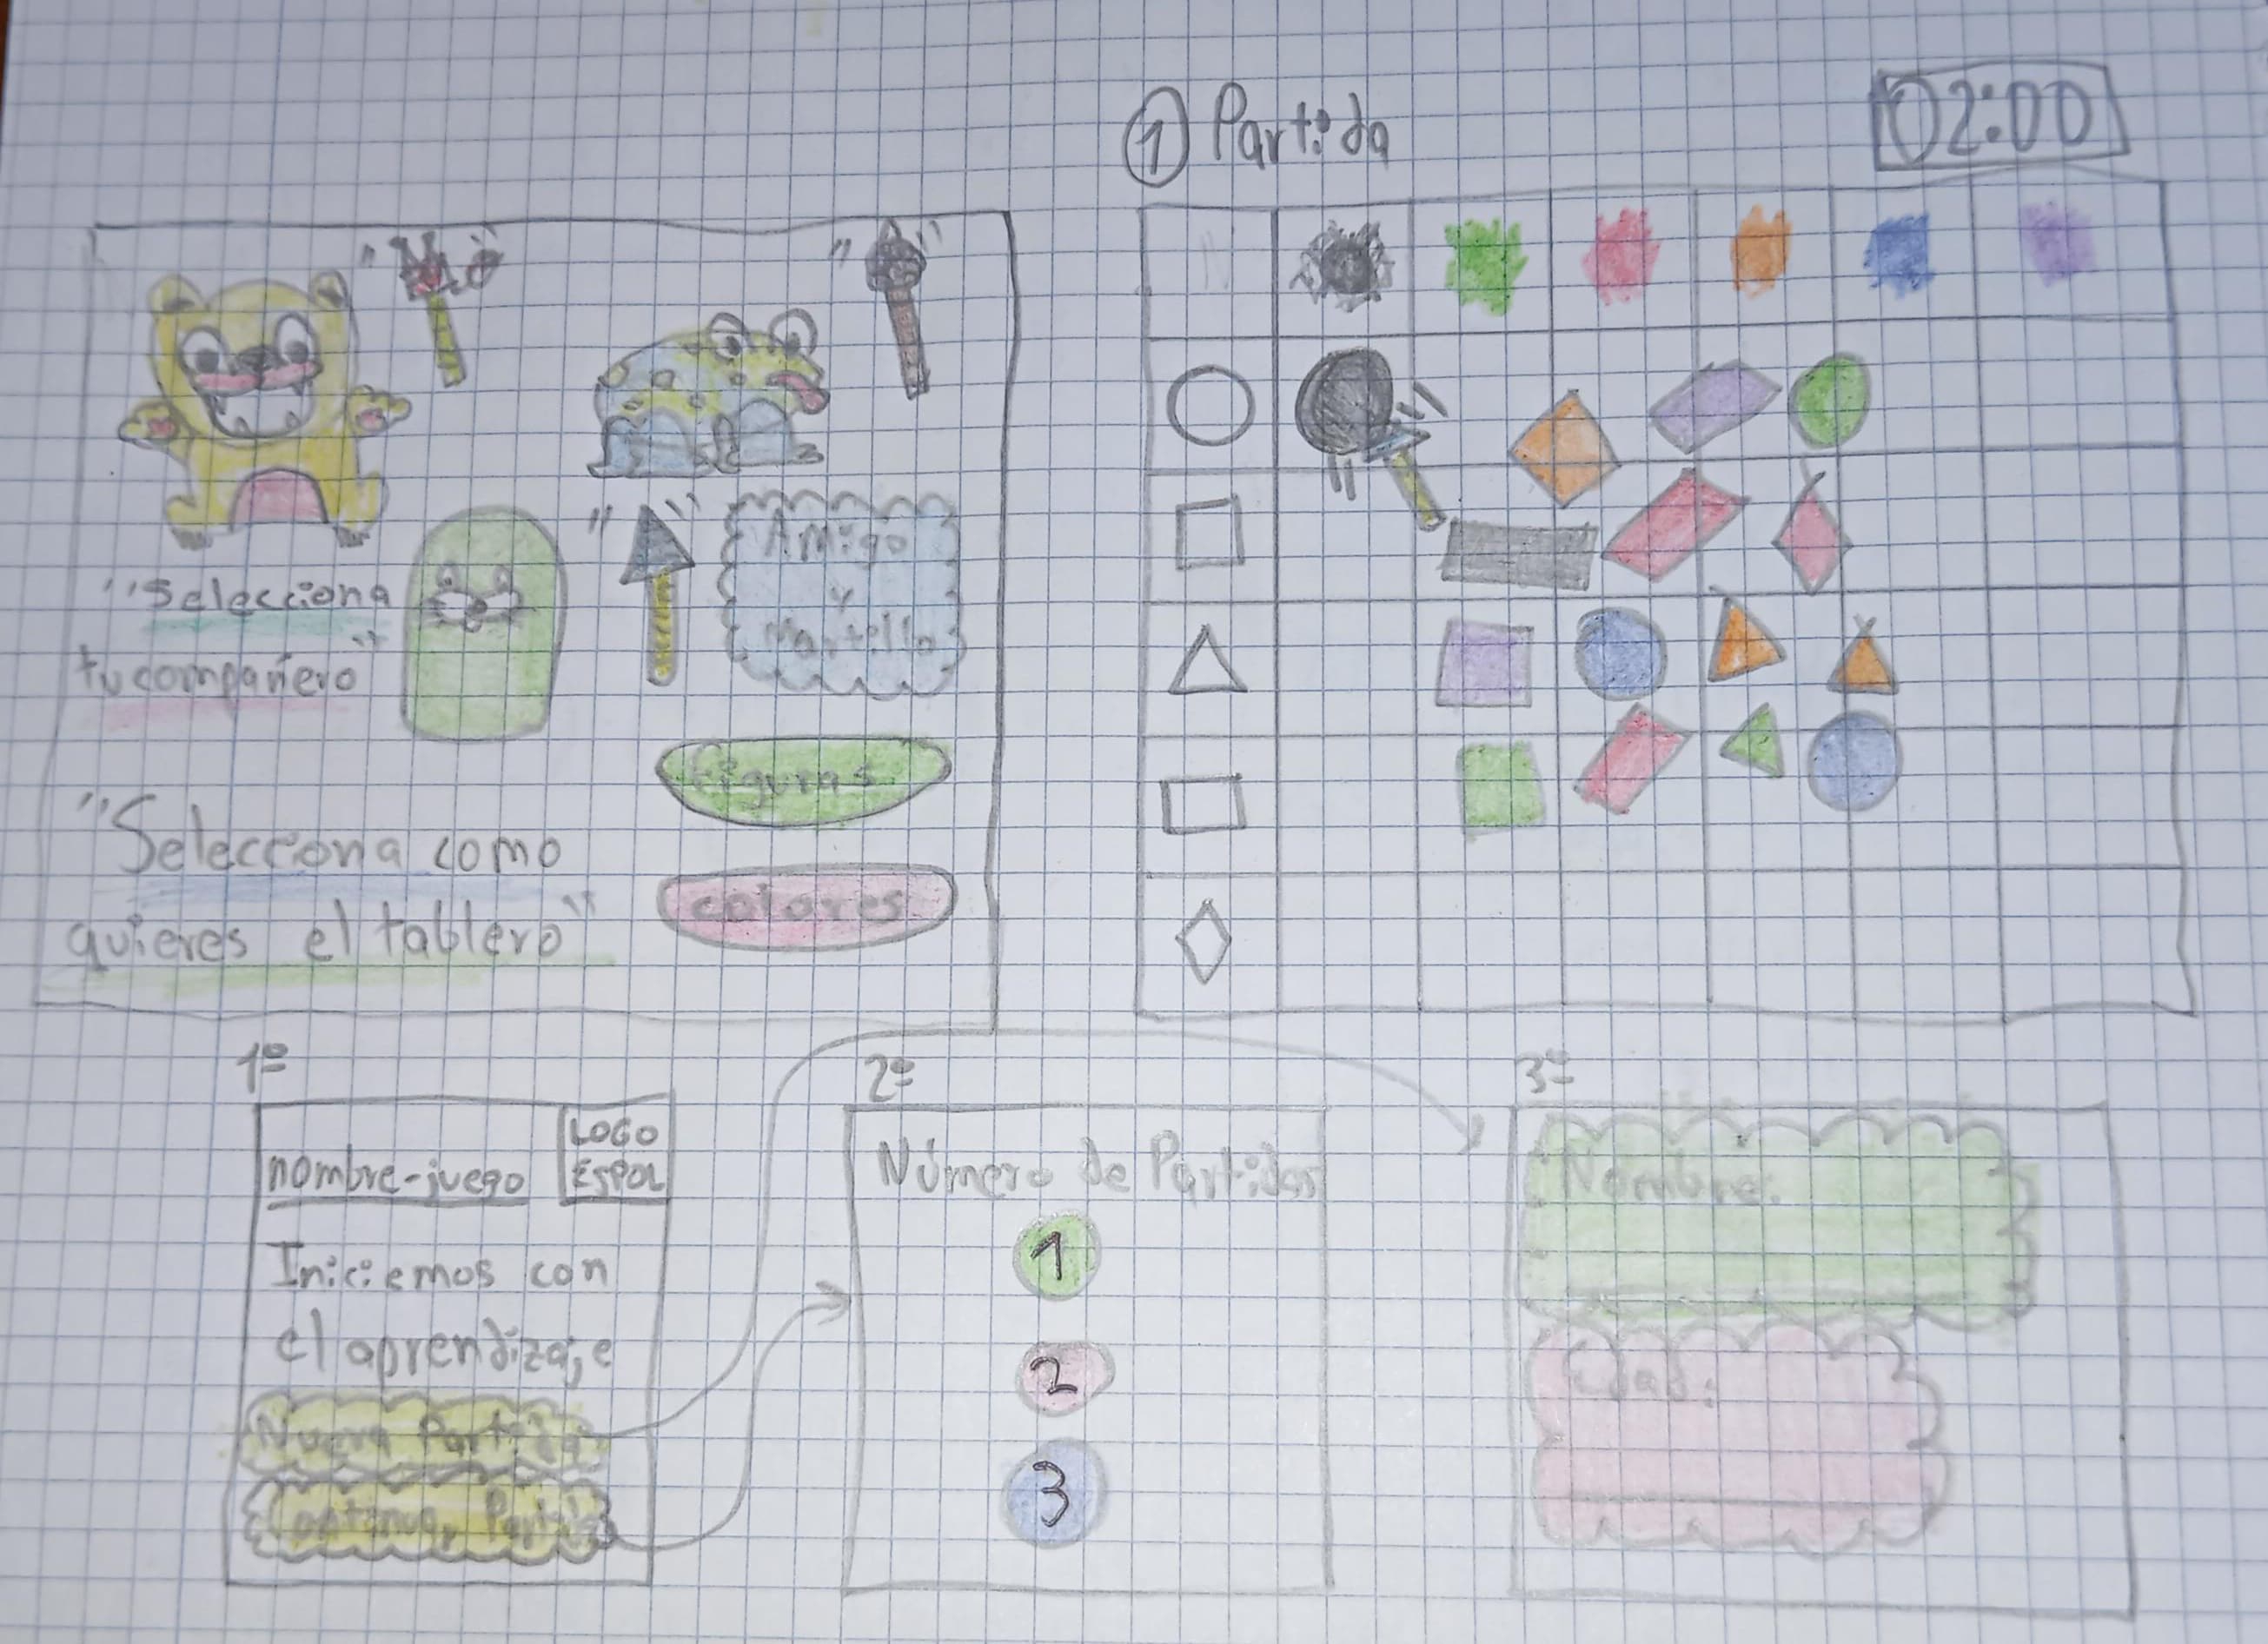 ① Partida
02:00
"Selecciona
tu compañero"
Amigo
y
Martillo
"Selecciona como
quieres el tablero"
Figuras
colores
1º
nombre-juego
LOGO
ESPOL
Iniciemos con
el aprendizaje
Nueva Partida
Continuar Partida
2º
Número de Partidas
1
2
3
3º
Nombre:
Edad: